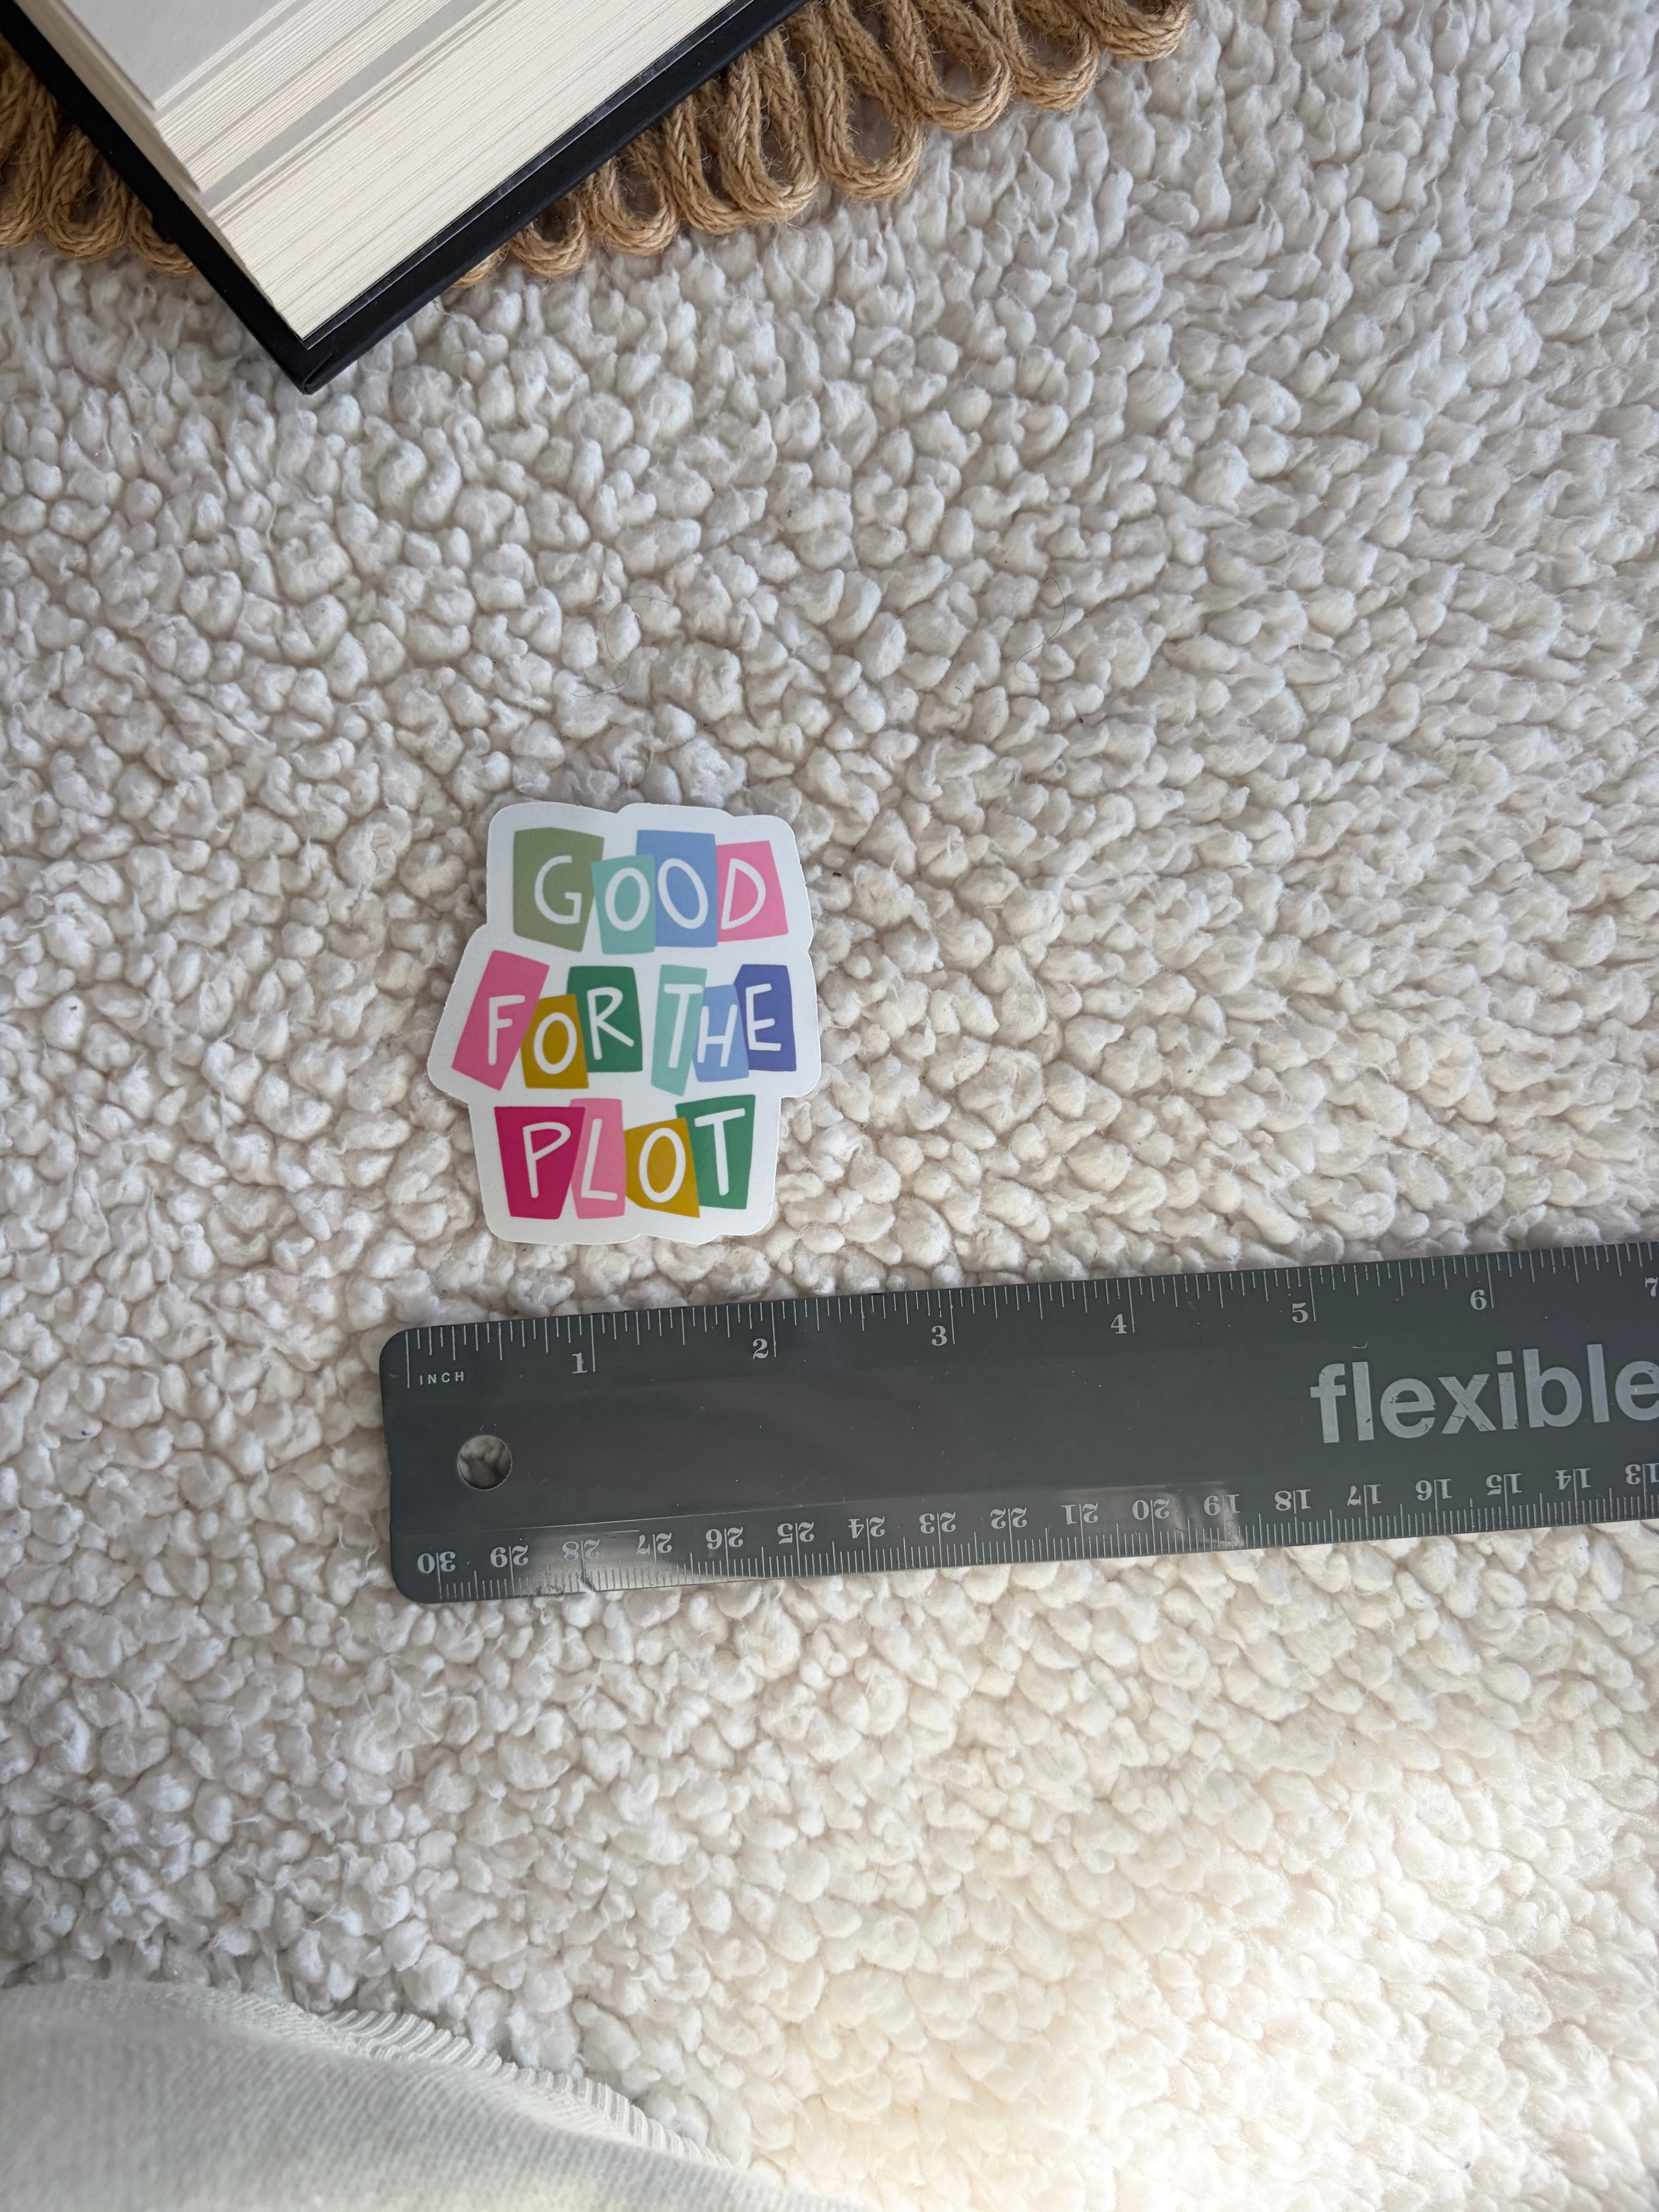 GOOD
FOR THE
PLOT
1 2 3 4 5 6 7
INCH
flexible
30 29 28 27 26 25 24 23 22 21 20 19 18 17 16 15 14 13